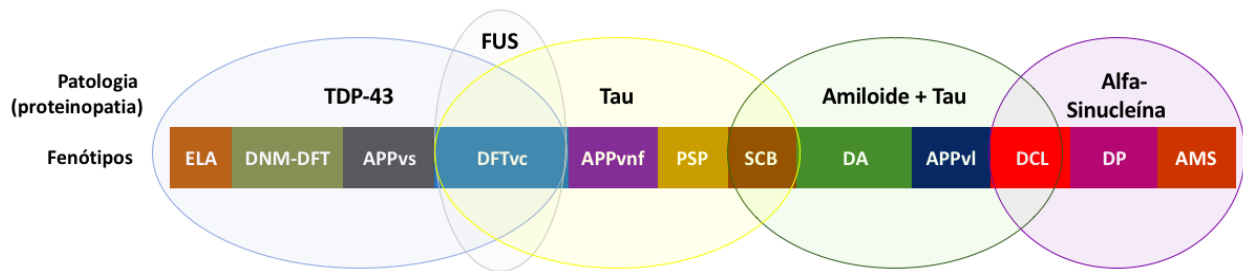 FUS
Patologia
(proteinopatia)
TDP-43
Tau
Amiloide + Tau
Alfa-
Sinucleína
Fenótipos
ELA
DNM-DFT
APPvs
DFTvc
APPvnf
PSP
SCB
DA
APPvl
DCL
DP
AMS